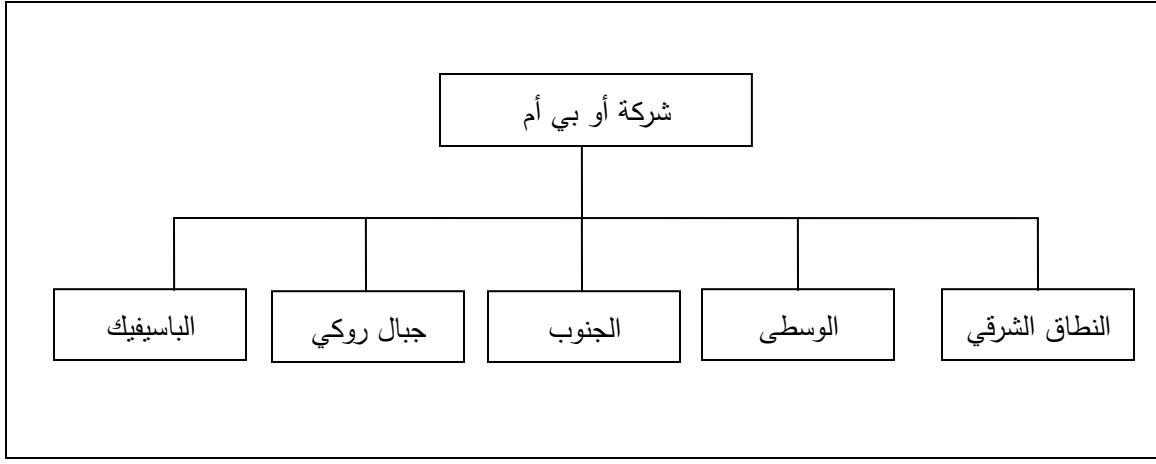 شركة أو بي أم
النطاق الشرقي
الوسطى
الجنوب
جبال روكي
الباسيفيك